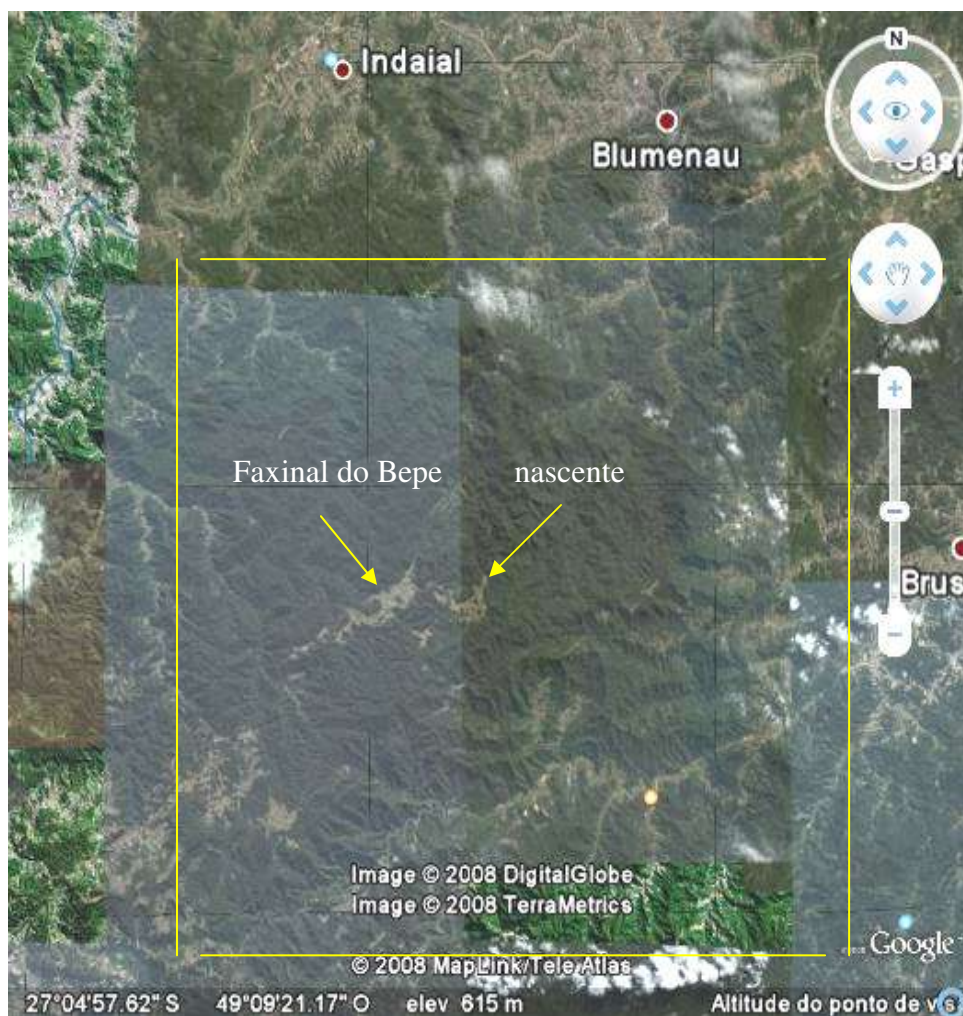 N
Indaial
Blumenau
Gasp
Faxinal do Bepe nascente
Brus
Image © 2008 DigitalGlobe
Image © 2008 TerraMetrics
Google
© 2008 MapLink/Tele Atlas
27°04'57.62" S 49°09'21.17" O elev 615 m Altitude do ponto de vis